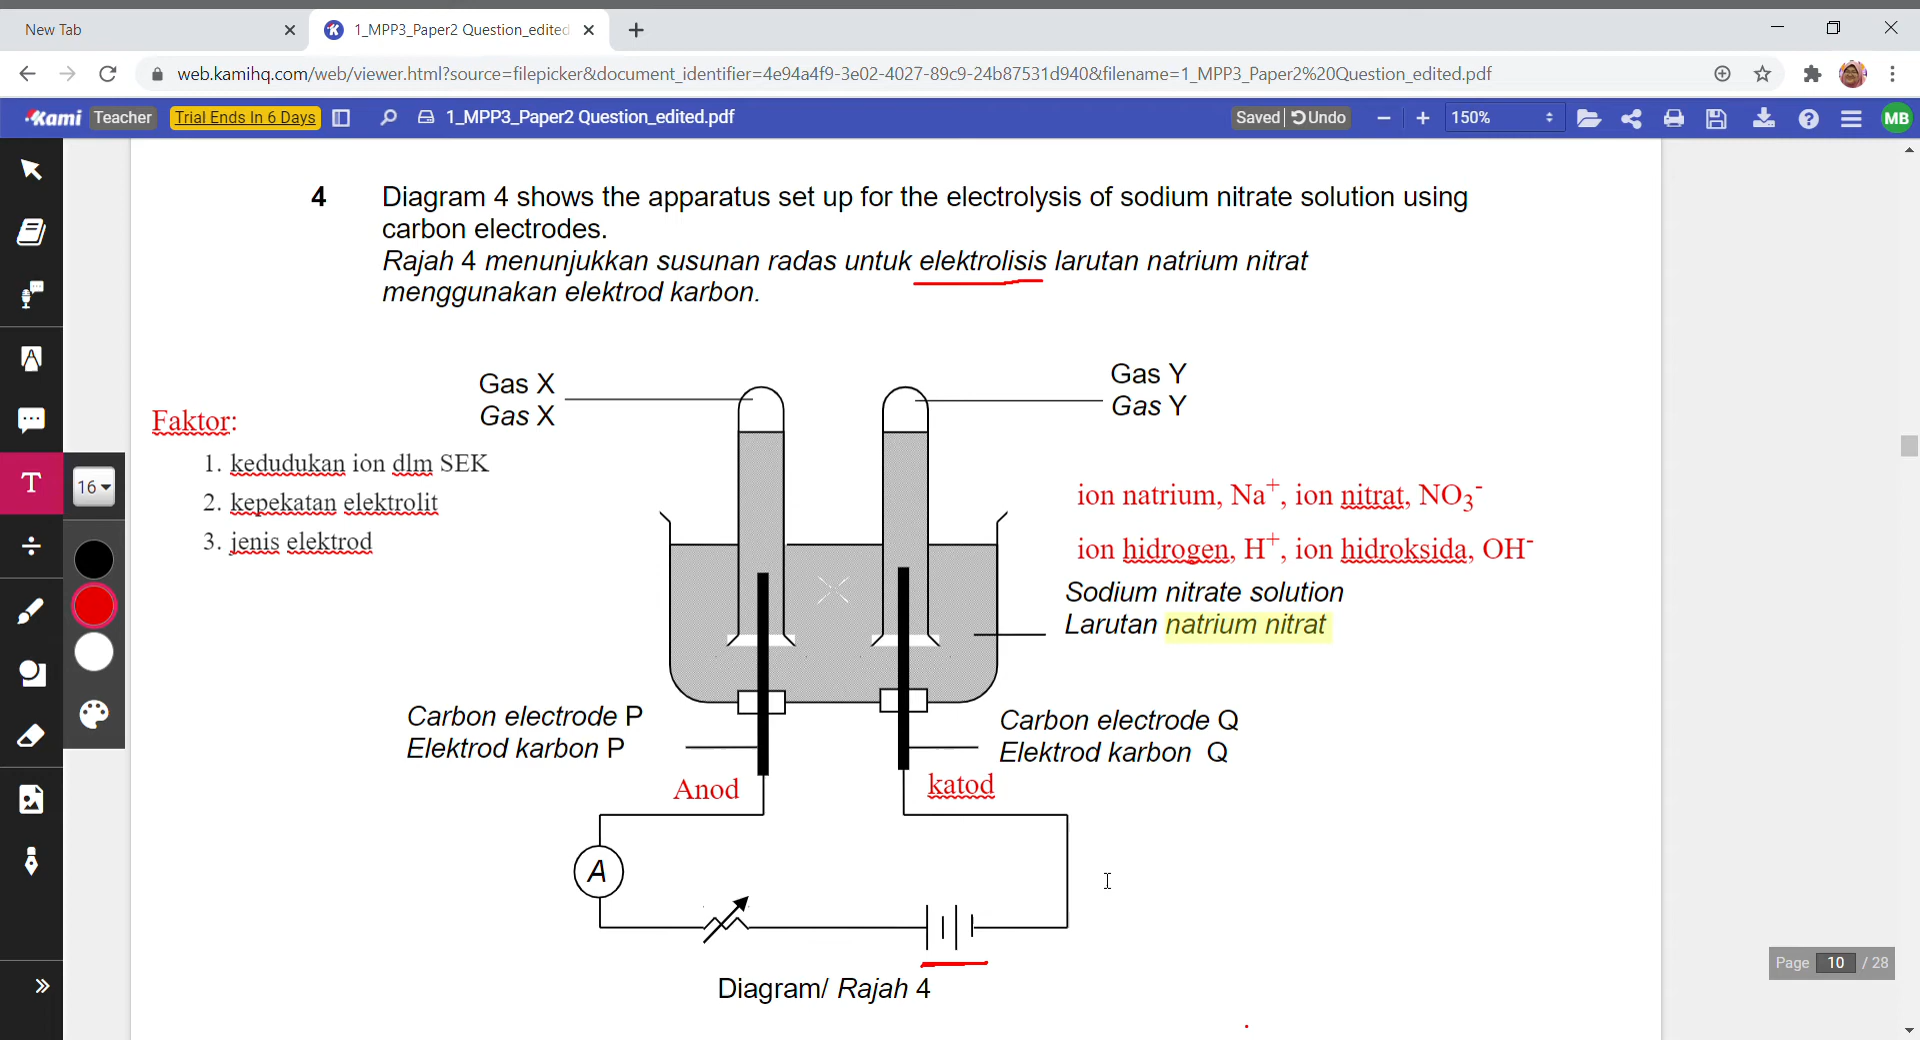 New Tab
1_MPP3_Paper2 Question_edited
web.kamihq.com/web/viewer.html?source=filepicker&document_identifier=4e94a4f9-3e02-4027-89c9-24b87531d940&filename=1_MPP3_Paper2%20Question_edited.pdf
Kami Teacher Trial Ends In 6 Days 1_MPP3_Paper2 Question_edited.pdf Saved Undo 150% MB
4 Diagram 4 shows the apparatus set up for the electrolysis of sodium nitrate solution using
carbon electrodes.
Rajah 4 menunjukkan susunan radas untuk elektrolisis larutan natrium nitrat
menggunakan elektrod karbon.
Gas X
Gas X
Gas Y
Gas Y
Faktor:
1. kedudukan ion dlm SEK
2. kepekatan elektrolit
3. jenis elektrod
T
16
ion natrium, Na⁺, ion nitrat, NO₃⁻
ion hidrogen, H⁺, ion hidroksida, OH⁻
Sodium nitrate solution
Larutan natrium nitrat
Carbon electrode P
Elektrod karbon P
Carbon electrode Q
Elektrod karbon Q
Anod
katod
A
Diagram/ Rajah 4
Page 10 / 28